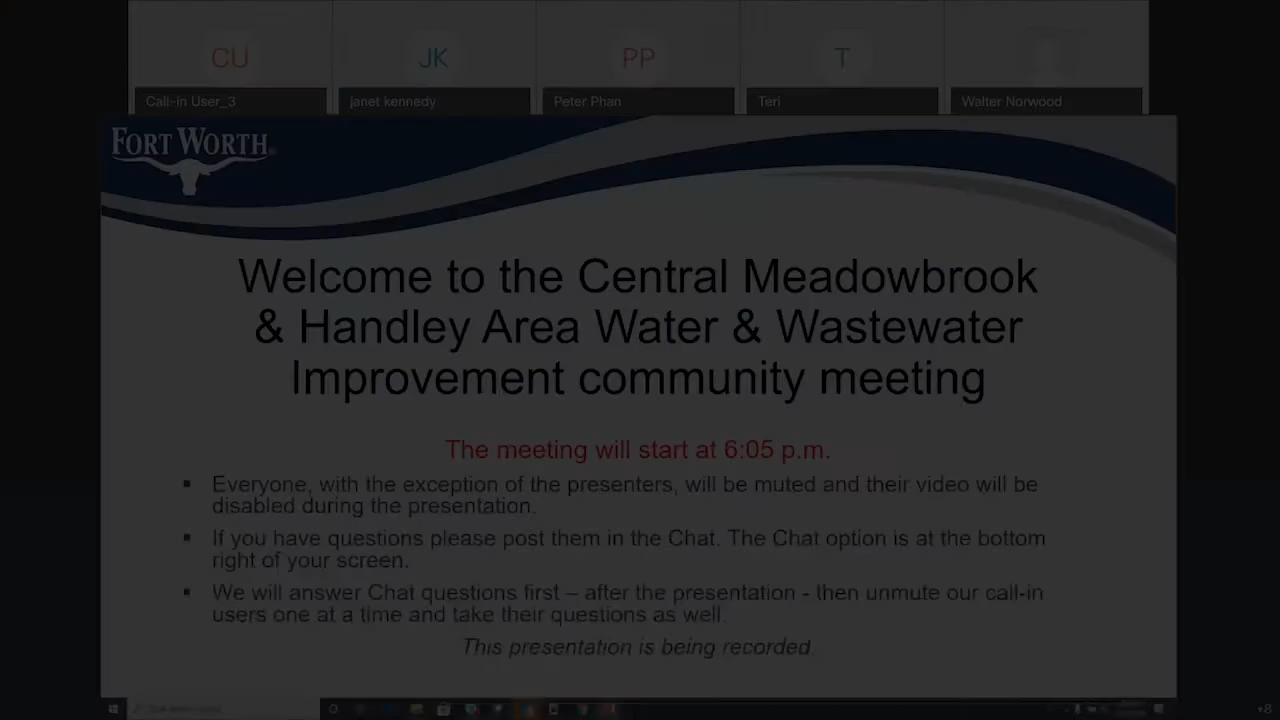 CU
JK
PP
T
Call-in User_3
janet kennedy
Peter Phan
Teri
Walter Norwood
FORT WORTH
Welcome to the Central Meadowbrook
& Handley Area Water & Wastewater
Improvement community meeting
The meeting will start at 6:05 p.m.
▪ Everyone, with the exception of the presenters, will be muted and their video will be
disabled during the presentation.
▪ If you have questions please post them in the Chat. The Chat option is at the bottom
right of your screen.
▪ We will answer Chat questions first – after the presentation - then unmute our call-in
users one at a time and take their questions as well.
This presentation is being recorded.
+8